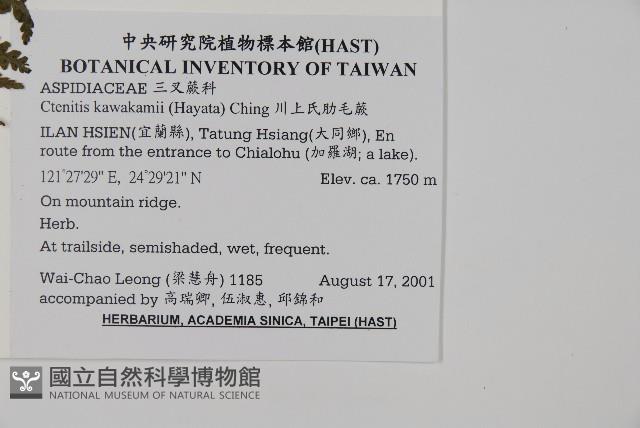 中央研究院植物標本館(HAST)
BOTANICAL INVENTORY OF TAIWAN
ASPIDIACEAE 三叉蕨科
Ctenitis kawakamii (Hayata) Ching 川上氏肋毛蕨
ILAN HSIEN(宜蘭縣), Tatung Hsiang(大同鄉), En
route from the entrance to Chialohu (加羅湖; a lake).
121°27'29" E, 24°29'21" N Elev. ca. 1750 m
On mountain ridge.
Herb.
At trailside, semishaded, wet, frequent.
Wai-Chao Leong (梁慧舟) 1185 August 17, 2001
accompanied by 高瑞卿, 伍淑惠, 邱錦和
HERBARIUM, ACADEMIA SINICA, TAIPEI (HAST)
國立自然科學博物館
NATIONAL MUSEUM OF NATURAL SCIENCE